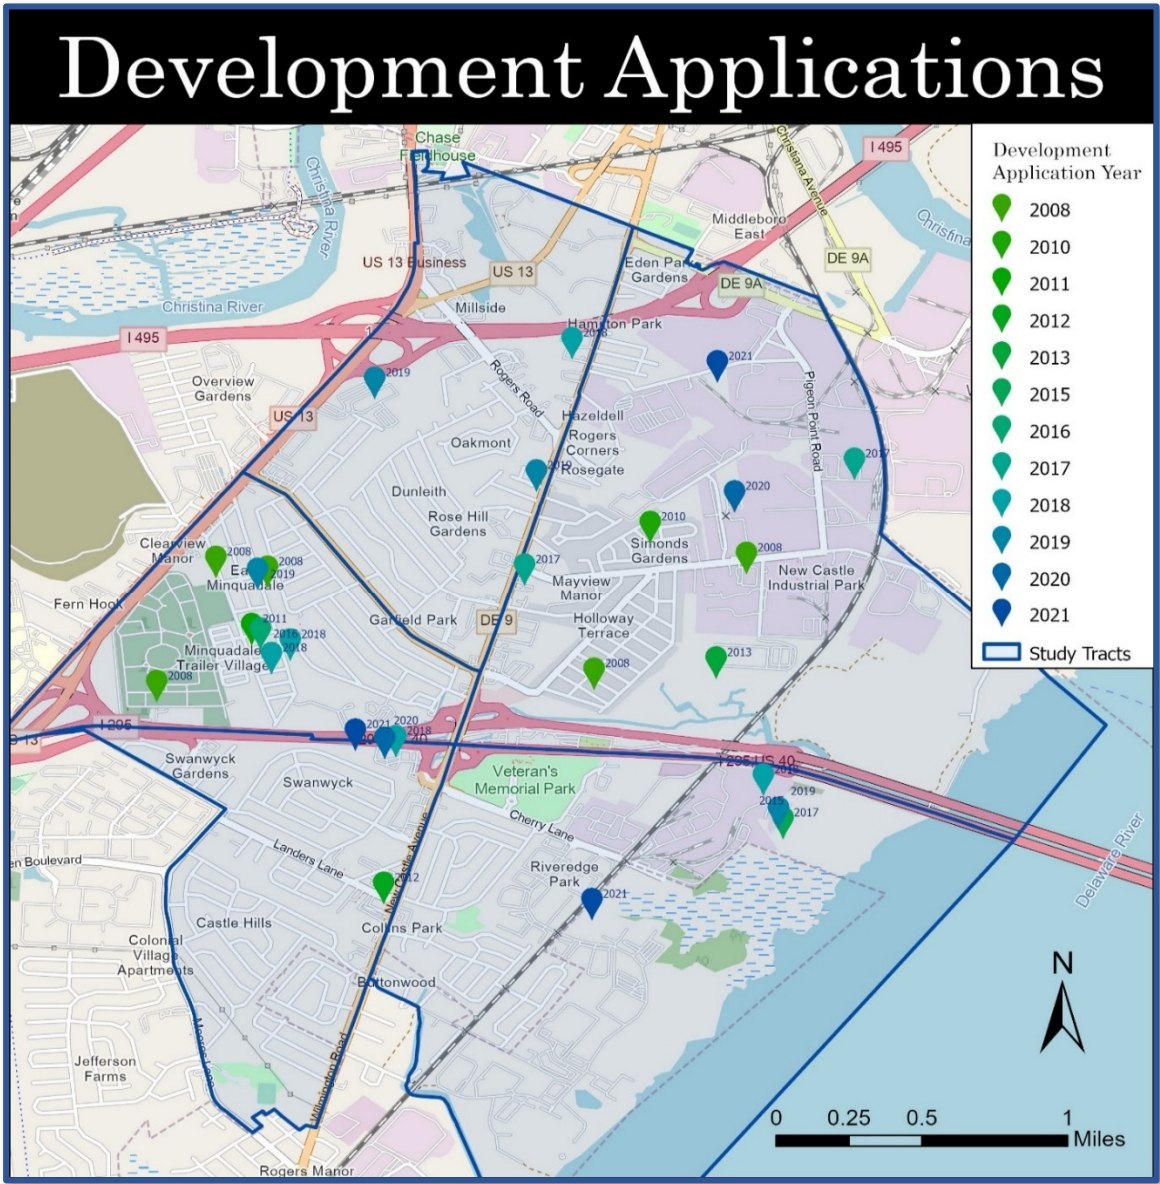 Development Applications
Chase
Fieldhouse
I 495
Christiana Avenue
Christina River
Middleboro
East
DE 9A
US 13 Business
US 13
Eden Park
Gardens
DE 9A
Christina River
Millside
I 495
Hampton Park
2018
2021
Overview
Gardens
2019
Rogers Road
Pigeon Point Road
US 13
Hazeldell
Oakmont
Rogers
Corners
2017
2019
Rosegate
Dunleith
2020
Rose Hill
Gardens
2010
Clearview
Manor
2008
2008
2019
East
Minquadale
Simonds
Gardens
2008
2017
Mayview
Manor
New Castle
Industrial Park
Fern Hook
2011
Garfield Park
DE 9
Holloway
Terrace
2016
2018
2018
Minquadale
Trailer Village
2008
2008
2013
I 295
2021
2020
2018
I 295;US 40
Swanwyck
Gardens
Swanwyck
Veteran's
Memorial Park
2019
2015
2017
Cherry Lane
Landers Lane
New Castle Avenue
Riveredge
Park
2012
2021
Delaware River
Castle Hills
Collins Park
Colonial
Village
Apartments
Buttonwood
Moores Lane
Jefferson
Farms
Wilmington Road
Rogers Manor
Development
Application Year
2008
2010
2011
2012
2013
2015
2016
2017
2018
2019
2020
2021
Study Tracts
N
0 0.25 0.5 1
Miles